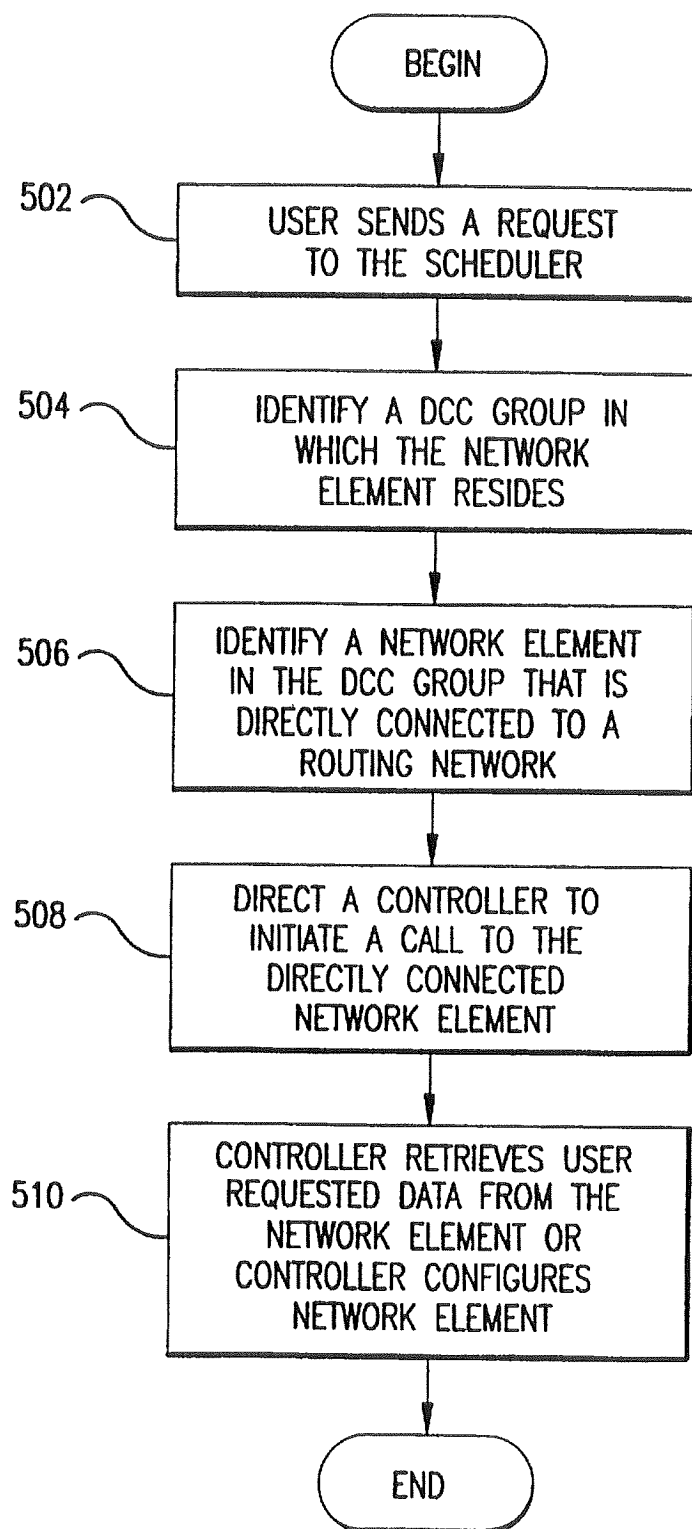 BEGIN
502
USER SENDS A REQUEST
TO THE SCHEDULER
504
IDENTIFY A DCC GROUP IN
WHICH THE NETWORK
ELEMENT RESIDES
506
IDENTIFY A NETWORK ELEMENT
IN THE DCC GROUP THAT IS
DIRECTLY CONNECTED TO A
ROUTING NETWORK
508
DIRECT A CONTROLLER TO
INITIATE A CALL TO THE
DIRECTLY CONNECTED
NETWORK ELEMENT
510
CONTROLLER RETRIEVES USER
REQUESTED DATA FROM THE
NETWORK ELEMENT OR
CONTROLLER CONFIGURES
NETWORK ELEMENT
END